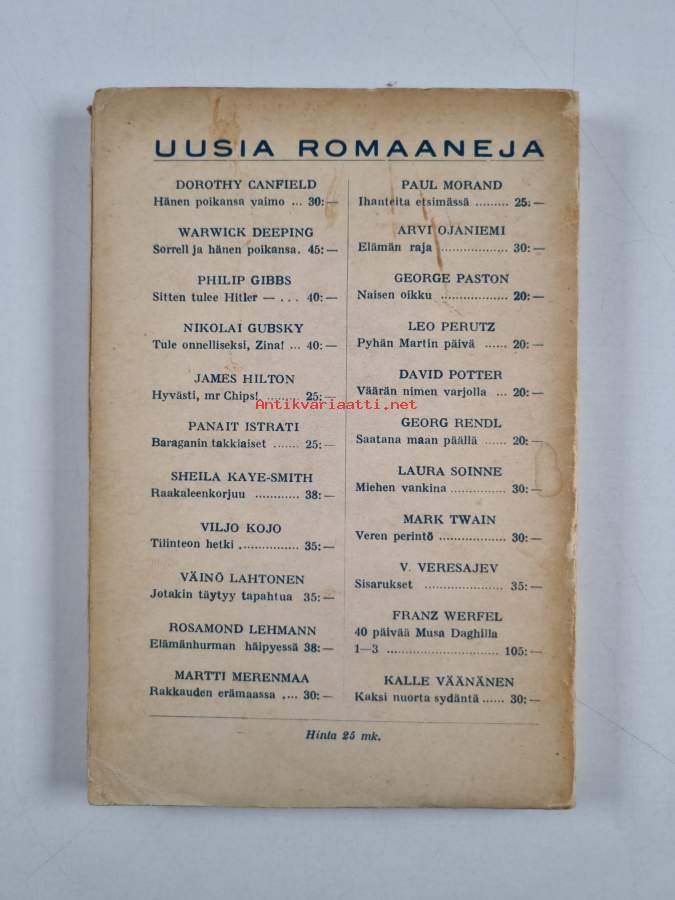 UUSIA ROMAANEJA
DOROTHY CANFIELD
Hänen poikansa vaimo ... 30:—
WARWICK DEEPING
Sorrell ja hänen poikansa. 45:—
PHILIP GIBBS
Sitten tulee Hitler — ... 40:—
NIKOLAI GUBSKY
Tule onnelliseksi, Zina! ... 40:—
JAMES HILTON
Hyvästi, mr Chips! ......... 25:—
PANAIT ISTRATI
Baraganin takkiaiset ...... 25:—
SHEILA KAYE-SMITH
Raakaleenkorjuu ............ 38:—
VILJO KOJO
Tilinteon hetki ............... 35:—
VÄINÖ LAHTONEN
Jotakin täytyy tapahtua 35:—
ROSAMOND LEHMANN
Elämänhurman häipyessä 38:—
MARTTI MERENMAA
Rakkauden erämaassa .... 30:—
PAUL MORAND
Ihanteita etsimässä ......... 25:—
ARVI OJANIEMI
Elämän raja .................. 30:—
GEORGE PASTON
Naisen oikku .................. 20:—
LEO PERUTZ
Pyhän Martin päivä ...... 20:—
DAVID POTTER
Väärän nimen varjolla ... 20:—
GEORG RENDL
Saatana maan päällä ...... 20:—
LAURA SOINNE
Miehen vankina ............... 30:—
MARK TWAIN
Veren perintö .................. 30:—
V. VERESAJEV
Sisarukset ..................... 35:—
FRANZ WERFEL
40 päivää Musa Daghilla
1—3 ........................... 105:—
KALLE VÄÄNÄNEN
Kaksi nuorta sydäntä ...... 30:—
Hinta 25 mk.
Antikvariaatti.net